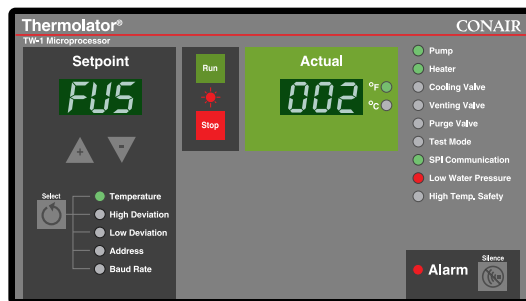 Thermolator®
CONAIR
TW-1 Microprocessor
Setpoint
FUS
+
-
Select
Temperature
High Deviation
Low Deviation
Address
Baud Rate
Run
Stop
Actual
002
°F
°C
Pump
Heater
Cooling Valve
Venting Valve
Purge Valve
Test Mode
SPI Communication
Low Water Pressure
High Temp. Safety
Alarm
Silence